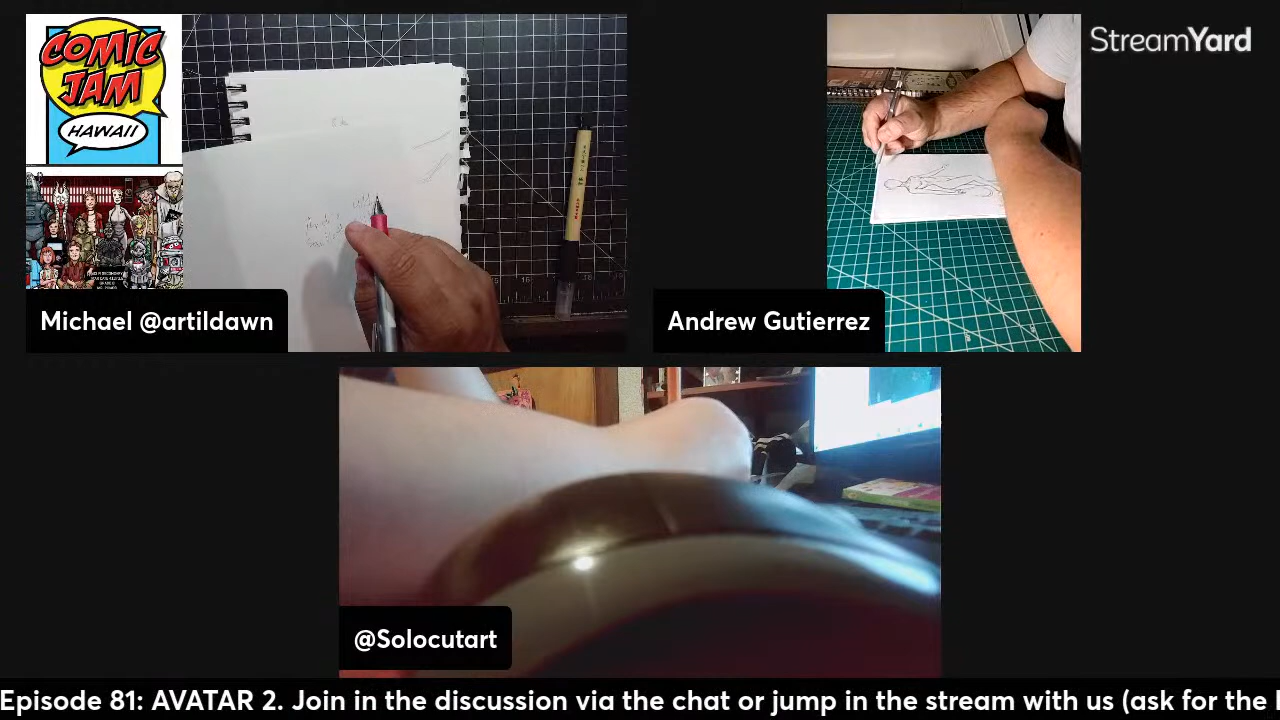 COMIC
JAM
HAWAII
StreamYard
Michael @artildawn
Andrew Gutierrez
@Solocutart
Episode 81: AVATAR 2. Join in the discussion via the chat or jump in the stream with us (ask for the